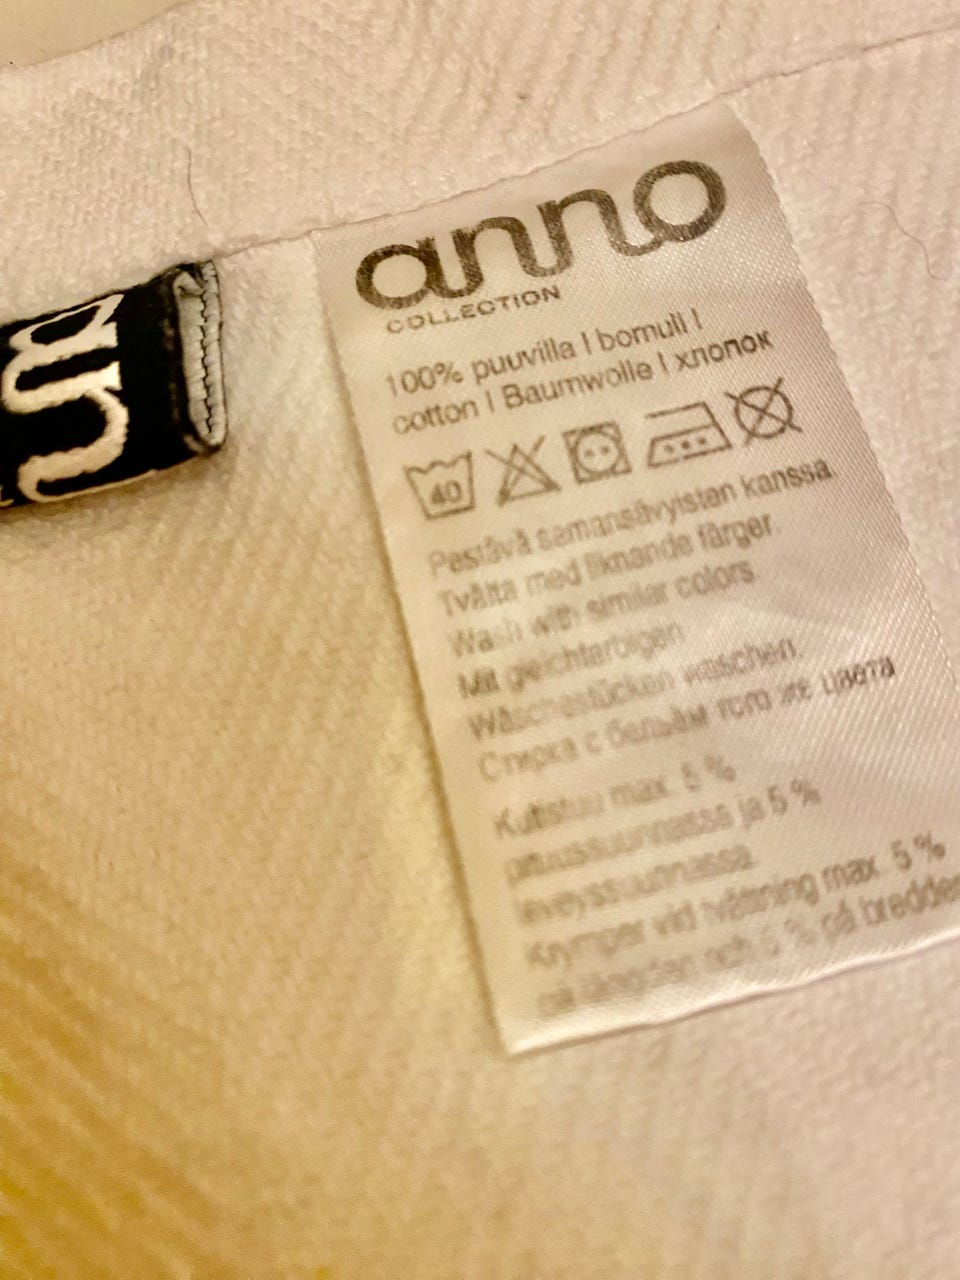 anno
COLLECTION
100% puuvilla | bomull |
cotton | Baumwolle | хлопок
40
Pestävä samansävyisten kanssa.
Tvätta med liknande färger.
Wash with similar colors.
Mit gleichfarbigen
Wäschestücken waschen.
Стирка с бельём того же цвета
Kutistuu max. 5 %
pituussuunnassa ja 5 %
leveyssuunnassa.
Krymper vid tvättning max. 5 %
på längden och 5 % på bredden
an